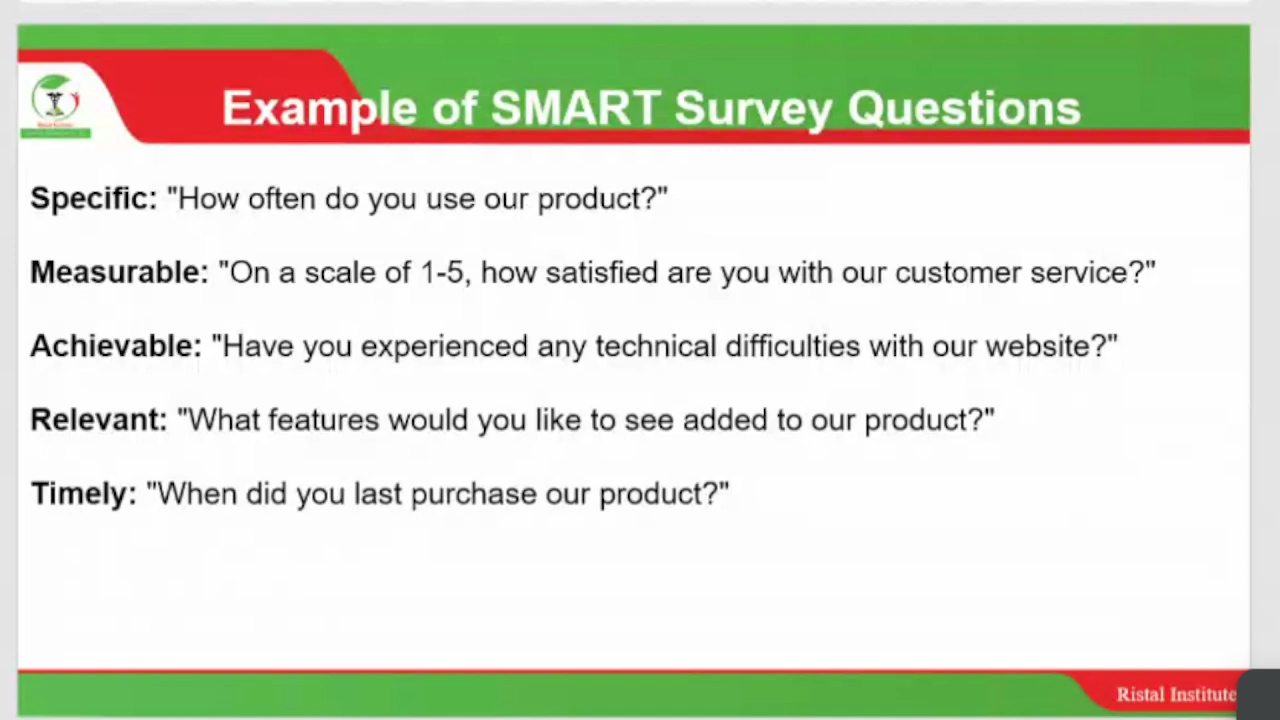 Example of SMART Survey Questions
Specific: "How often do you use our product?"
Measurable: "On a scale of 1-5, how satisfied are you with our customer service?"
Achievable: "Have you experienced any technical difficulties with our website?"
Relevant: "What features would you like to see added to our product?"
Timely: "When did you last purchase our product?"
Ristal Institute